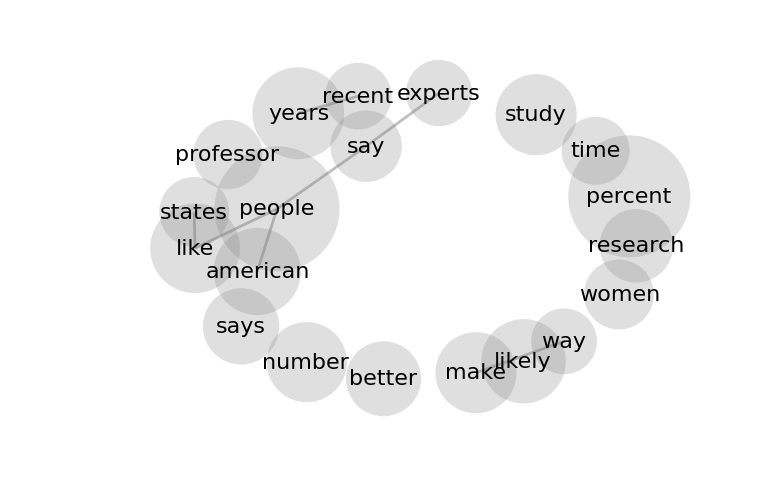 experts
recent
years
study
say
time
professor
percent
people
states
research
like
american
women
says
way
likely
number
make
better